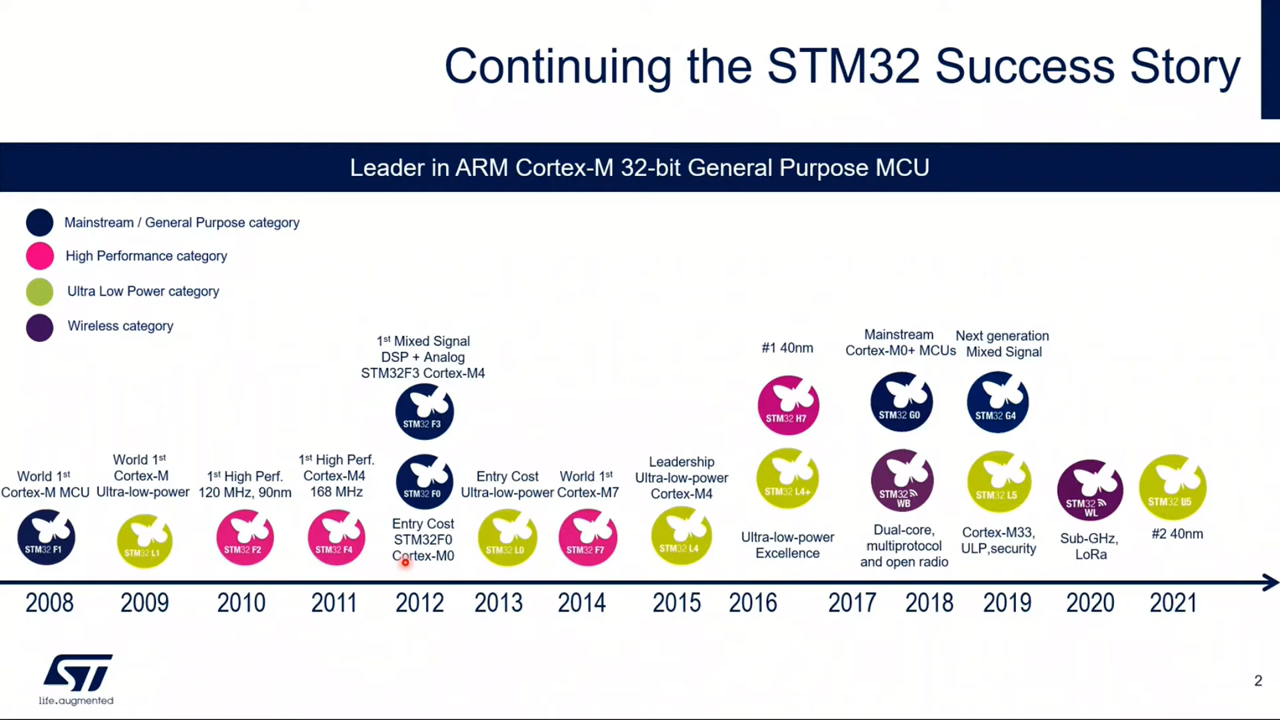 Continuing the STM32 Success Story
Leader in ARM Cortex-M 32-bit General Purpose MCU
Mainstream / General Purpose category
High Performance category
Ultra Low Power category
Wireless category
World 1st
Cortex-M MCU
STM32 F1
World 1st
Cortex-M
Ultra-low-power
STM32 L1
1st High Perf.
120 MHz, 90nm
STM32 F2
1st High Perf.
Cortex-M4
168 MHz
STM32 F4
1st Mixed Signal
DSP + Analog
STM32F3 Cortex-M4
STM32 F3
STM32 F0
Entry Cost
STM32F0
Cortex-M0
Entry Cost
Ultra-low-power
STM32 L0
World 1st
Cortex-M7
STM32 F7
Leadership
Ultra-low-power
Cortex-M4
STM32 L4
#1 40nm
STM32 H7
STM32 L4+
Ultra-low-power
Excellence
Mainstream
Cortex-M0+ MCUs
STM32 G0
STM32
WB
Dual-core,
multiprotocol
and open radio
Next generation
Mixed Signal
STM32 G4
STM32 L5
Cortex-M33,
ULP,security
STM32
WL
Sub-GHz,
LoRa
STM32 U5
#2 40nm
2008 2009 2010 2011 2012 2013 2014 2015 2016 2017 2018 2019 2020 2021
ST
life.augmented
2